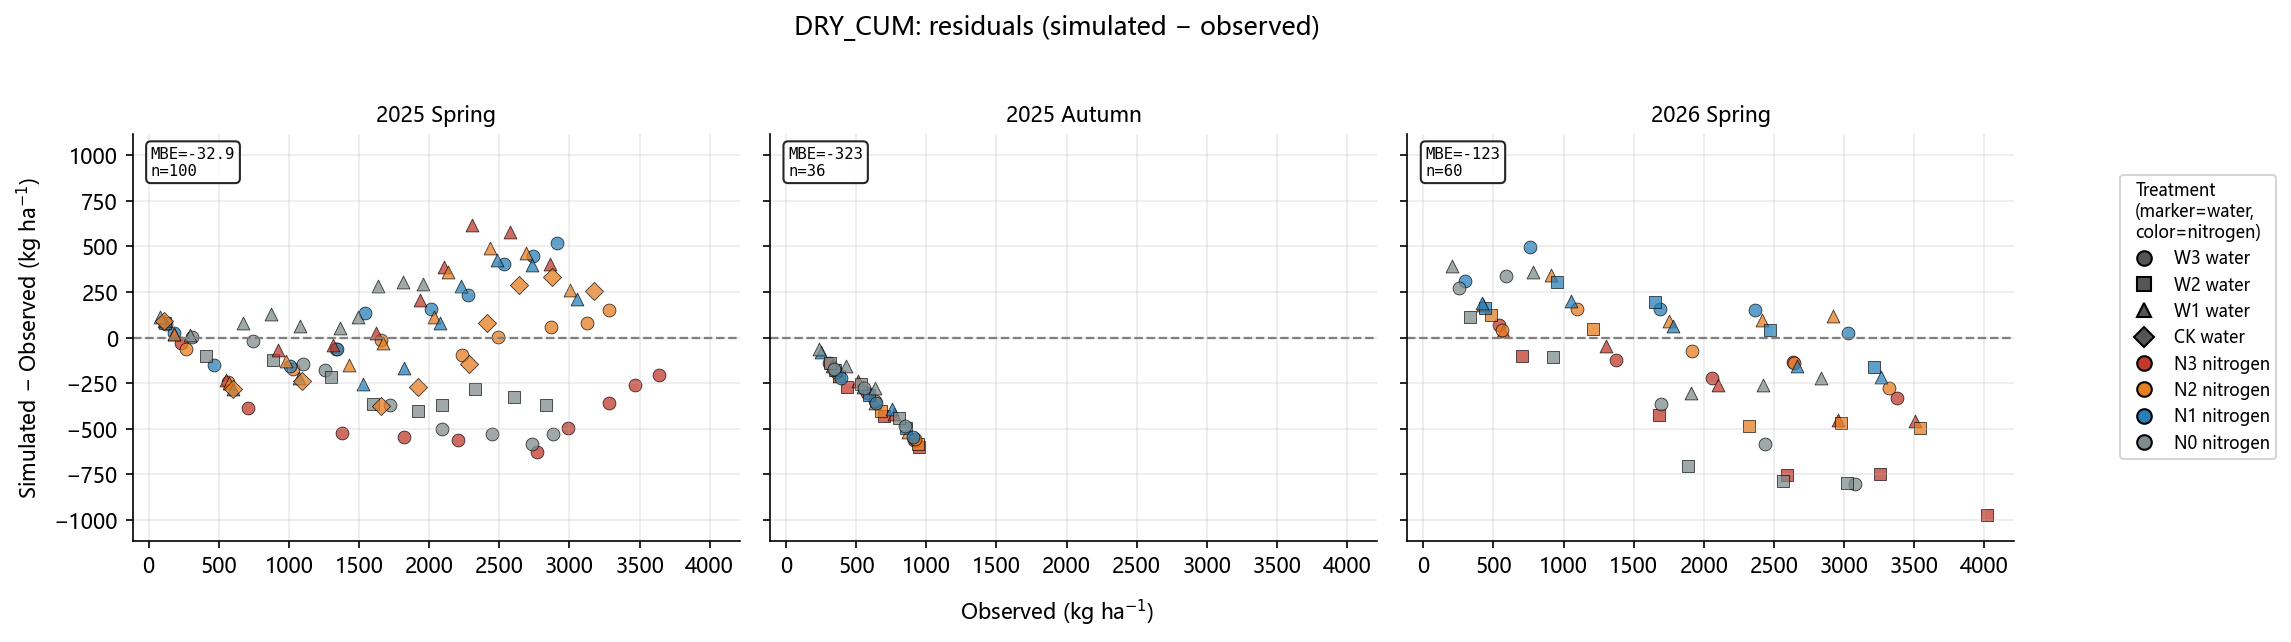 DRY_CUM: residuals (simulated − observed)
2025 Spring
2025 Autumn
2026 Spring
MBE=-32.9
n=100
MBE=-323
n=36
MBE=-123
n=60
Simulated − Observed (kg ha⁻¹)
1000
750
500
250
0
−250
−500
−750
−1000
0 500 1000 1500 2000 2500 3000 3500 4000
0 500 1000 1500 2000 2500 3000 3500 4000
0 500 1000 1500 2000 2500 3000 3500 4000
Observed (kg ha⁻¹)
Treatment
(marker=water,
color=nitrogen)
W3 water
W2 water
W1 water
CK water
N3 nitrogen
N2 nitrogen
N1 nitrogen
N0 nitrogen